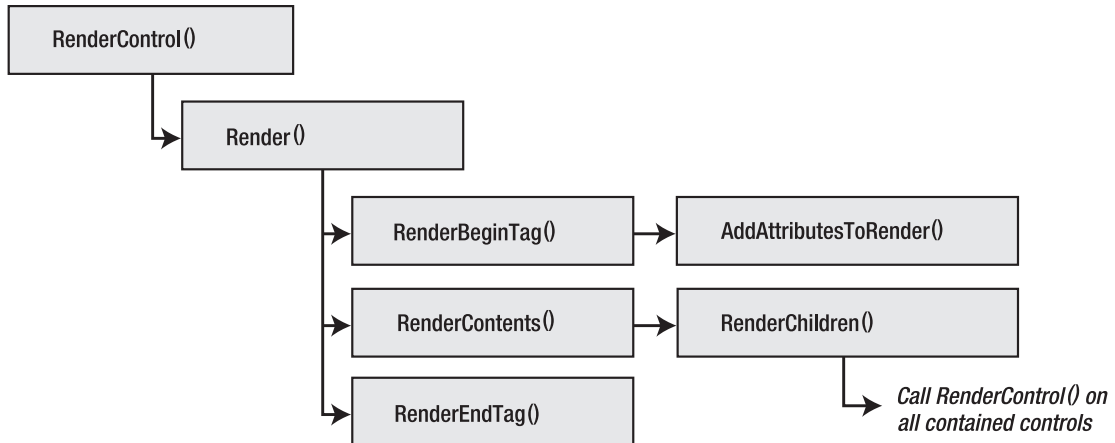 RenderControl()
Render()
RenderBeginTag()
AddAttributesToRender()
RenderContents()
RenderChildren()
RenderEndTag()
Call RenderControl() on
all contained controls